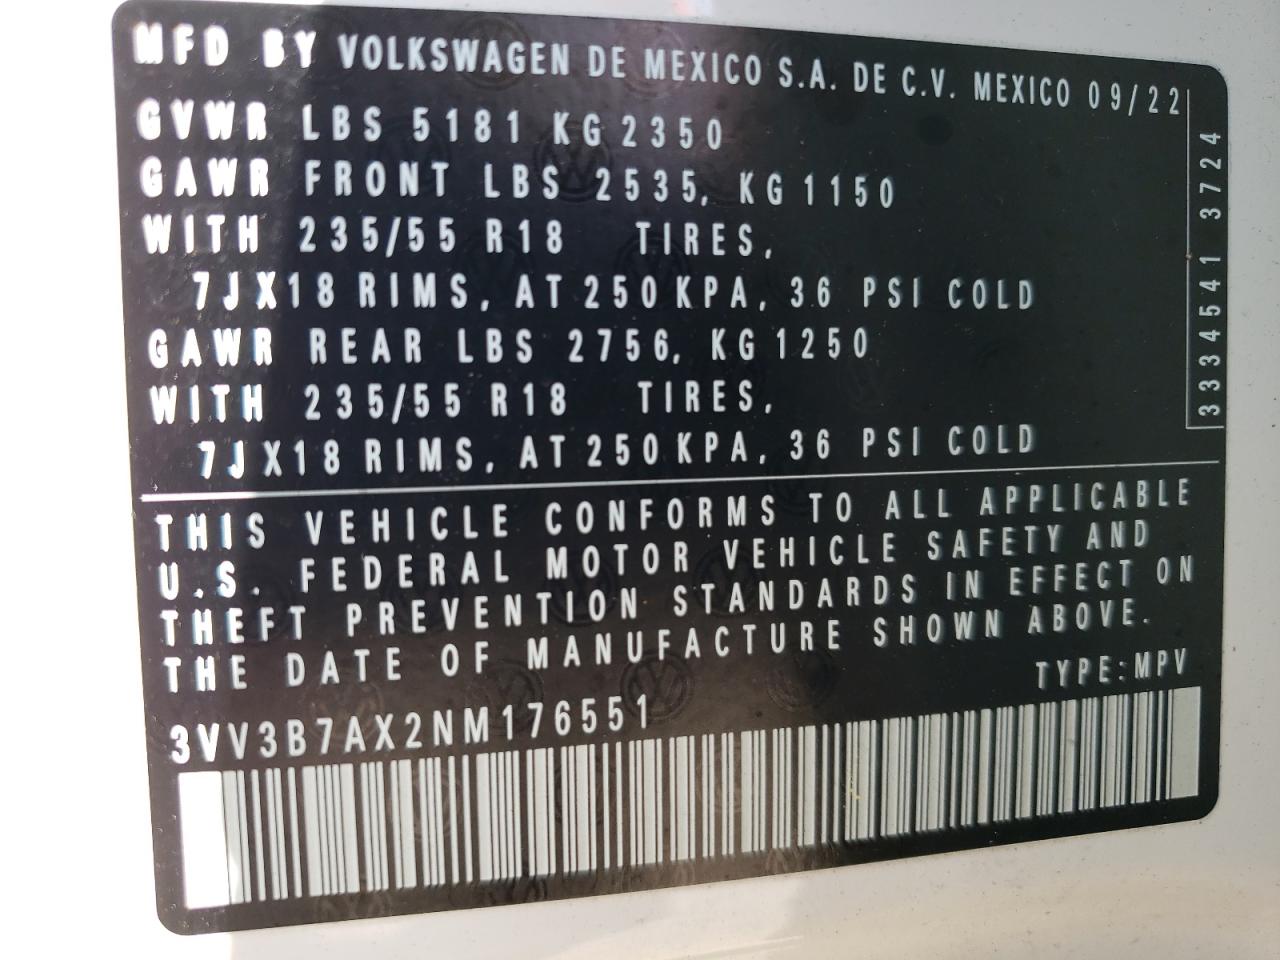 MFD BY VOLKSWAGEN DE MEXICO S.A. DE C.V. MEXICO 09/22
GVWR LBS 5181 KG 2350
GAWR FRONT LBS 2535, KG 1150
WITH 235/55 R18 TIRES,
7JX18 RIMS, AT 250 KPA, 36 PSI COLD
GAWR REAR LBS 2756, KG 1250
WITH 235/55 R18 TIRES,
7JX18 RIMS, AT 250 KPA, 36 PSI COLD
3334541 3724
THIS VEHICLE CONFORMS TO ALL APPLICABLE
U.S. FEDERAL MOTOR VEHICLE SAFETY AND
THEFT PREVENTION STANDARDS IN EFFECT ON
THE DATE OF MANUFACTURE SHOWN ABOVE.
TYPE:MPV
3VV3B7AX2NM176551